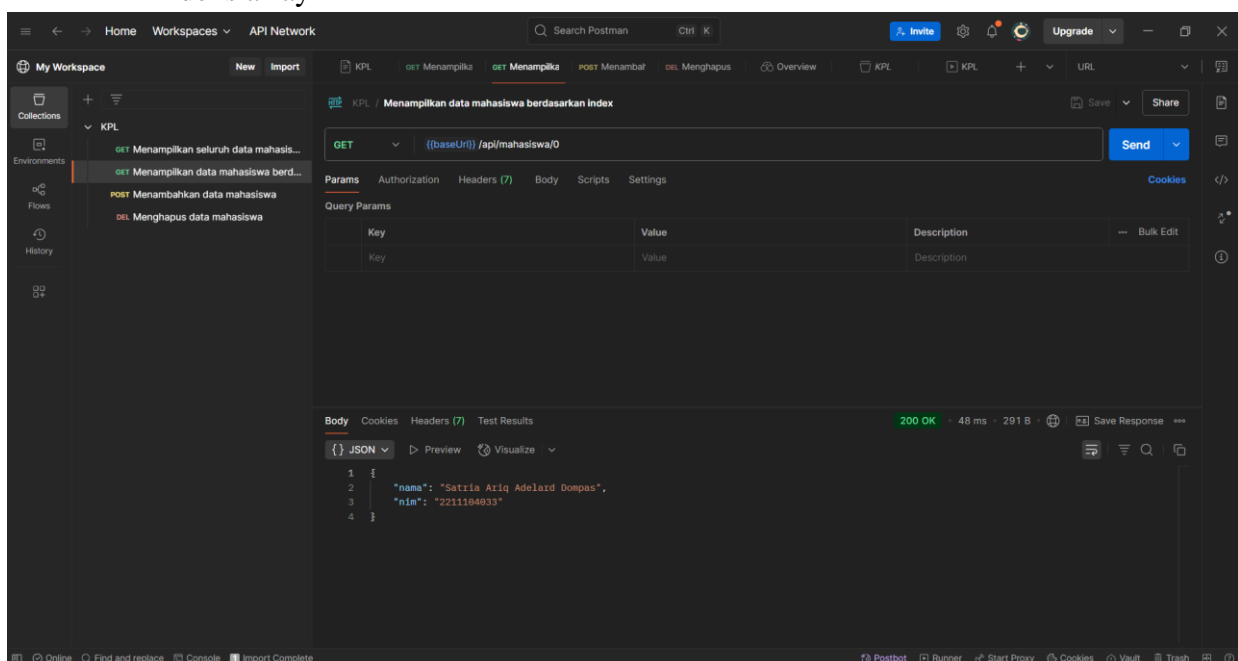 Home Workspaces API Network Search Postman Ctrl K Invite Upgrade
My Workspace New Import KPL GET Menampilka GET Menampilka POST Menambah DEL Menghapus Overview KPL KPL URL
Collections
Environments
Flows
History
KPL
GET Menampilkan seluruh data mahasis...
GET Menampilkan data mahasiswa berd...
POST Menambahkan data mahasiswa
DEL Menghapus data mahasiswa
HTTP KPL / Menampilkan data mahasiswa berdasarkan index Save Share
GET {{baseUrl}} /api/mahasiswa/0 Send
Params Authorization Headers (7) Body Scripts Settings Cookies
Query Params
Key Value Description Bulk Edit
Key Value Description
Body Cookies Headers (7) Test Results 200 OK 48 ms 291 B Save Response
{} JSON Preview Visualize
1 {
2 "nama": "Satria Ariq Adelard Dompas",
3 "nim": "2211104033"
4 }
Online Find and replace Console Import Complete Postbot Runner Start Proxy Cookies Vault Trash